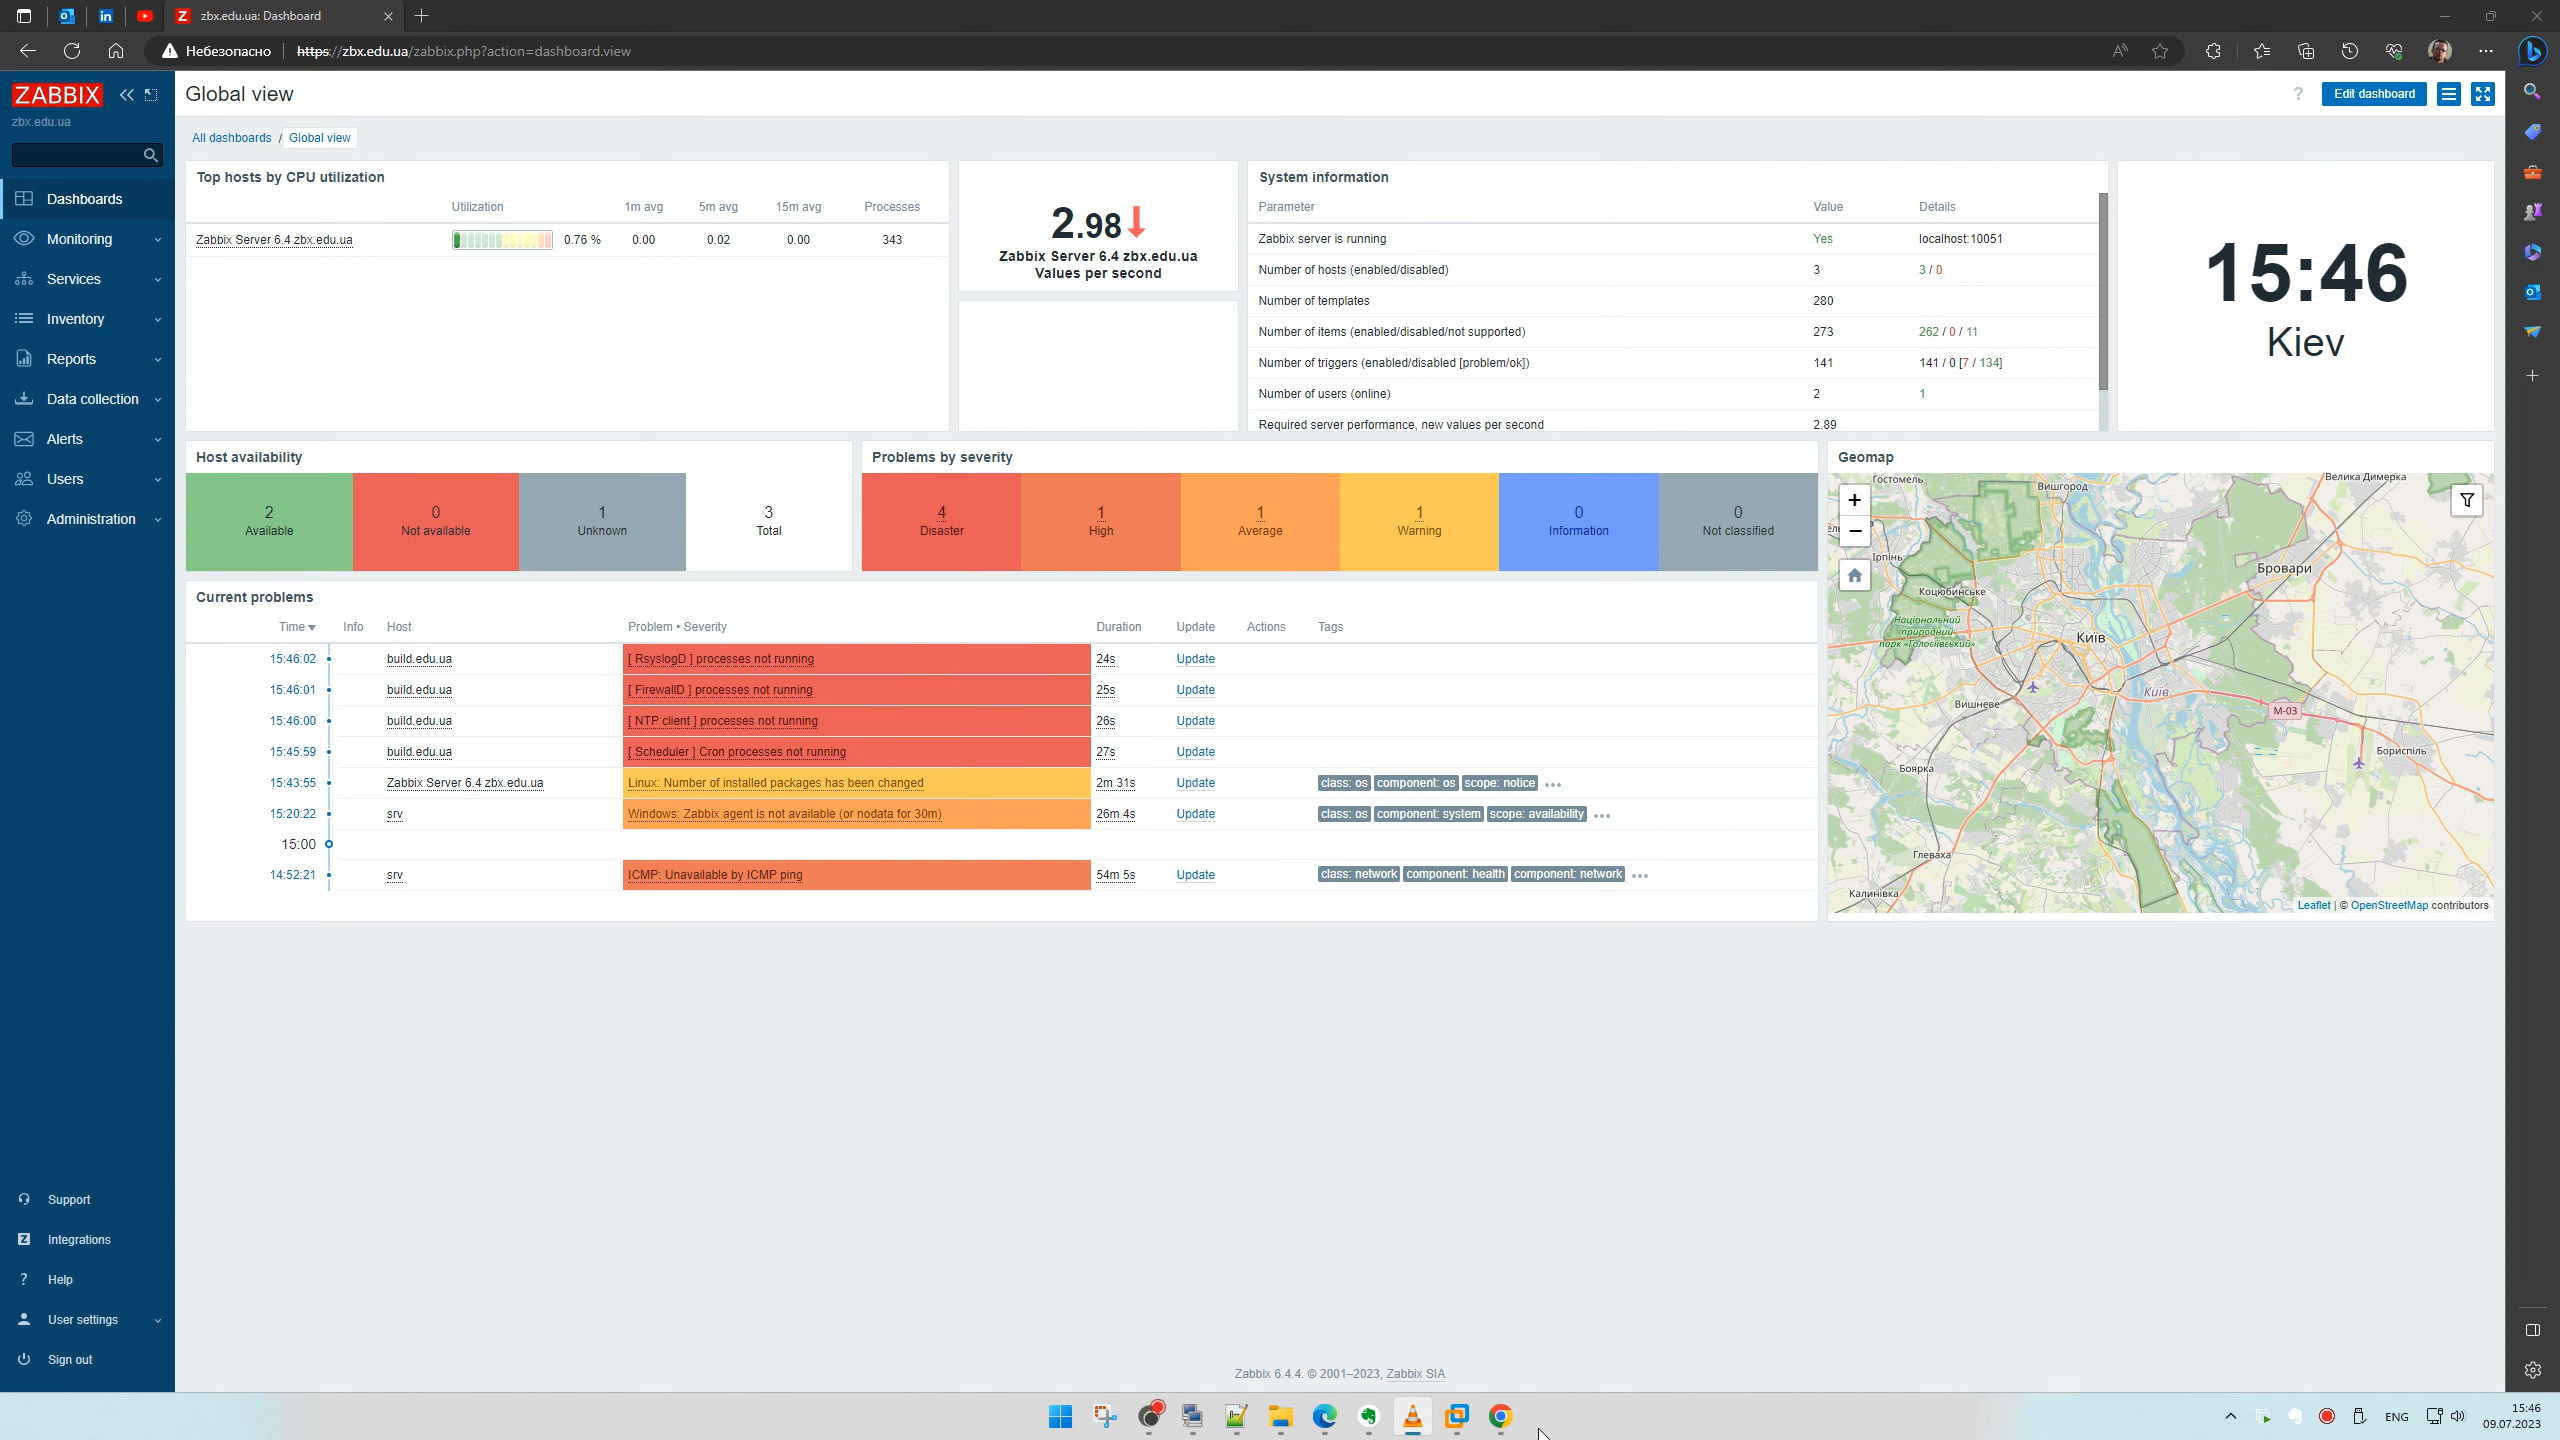 zbx.edu.ua: Dashboard
Небезопасно https://zbx.edu.ua/zabbix.php?action=dashboard.view
ZABBIX
zbx.edu.ua
Dashboards
Monitoring
Services
Inventory
Reports
Data collection
Alerts
Users
Administration
Support
Integrations
Help
User settings
Sign out
Global view
? Edit dashboard
All dashboards / Global view
Top hosts by CPU utilization
Utilization 1m avg 5m avg 15m avg Processes
Zabbix Server 6.4 zbx.edu.ua 0.76 % 0.00 0.02 0.00 343
2.98
Zabbix Server 6.4 zbx.edu.ua
Values per second
System information
Parameter Value Details
Zabbix server is running Yes localhost:10051
Number of hosts (enabled/disabled) 3 3 / 0
Number of templates 280
Number of items (enabled/disabled/not supported) 273 262 / 0 / 11
Number of triggers (enabled/disabled [problem/ok]) 141 141 / 0 [7 / 134]
Number of users (online) 2 1
Required server performance, new values per second 2.89
15:46
Kiev
Host availability
2 Available
0 Not available
1 Unknown
3 Total
Problems by severity
4 Disaster
1 High
1 Average
1 Warning
0 Information
0 Not classified
Current problems
Time Info Host Problem • Severity Duration Update Actions Tags
15:46:02 build.edu.ua [ RsyslogD ] processes not running 24s Update
15:46:01 build.edu.ua [ FirewallD ] processes not running 25s Update
15:46:00 build.edu.ua [ NTP client ] processes not running 26s Update
15:45:59 build.edu.ua [ Scheduler ] Cron processes not running 27s Update
15:43:55 Zabbix Server 6.4 zbx.edu.ua Linux: Number of installed packages has been changed 2m 31s Update class: os component: os scope: notice •••
15:20:22 srv Windows: Zabbix agent is not available (or nodata for 30m) 26m 4s Update class: os component: system scope: availability •••
15:00
14:52:21 srv ICMP: Unavailable by ICMP ping 54m 5s Update class: network component: health component: network •••
Geomap
+
−
Гостомель
Вишгород
Велика Димерка
Ірпінь
Бровари
Коцюбинське
Національний
природний
парк «Голосіївський»
Київ
Київ
Вишневе
М-03
Бориспіль
Боярка
Глеваха
Калинівка
Leaflet | © OpenStreetMap contributors
Zabbix 6.4.4. © 2001–2023, Zabbix SIA
ENG
15:46
09.07.2023